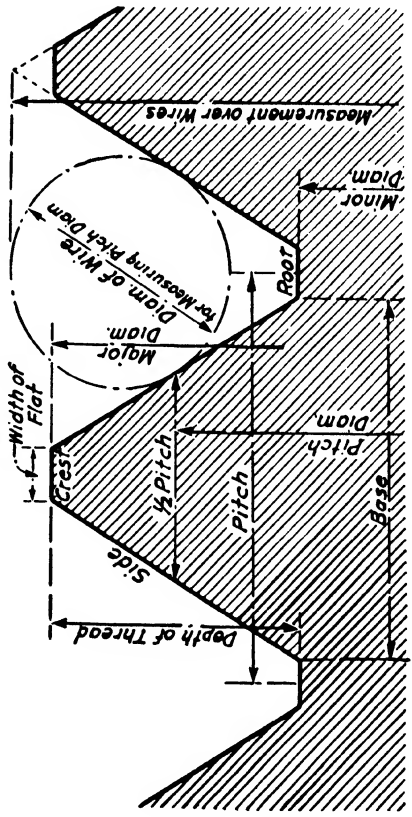 Measurement over Wires
Minor
Diam.
Diam. of Wire
for Measuring Pitch Diam
Root
Major
Diam.
Width of
Flat
Crest
½ Pitch
Pitch
Pitch
Diam.
Base
Side
Depth of Thread